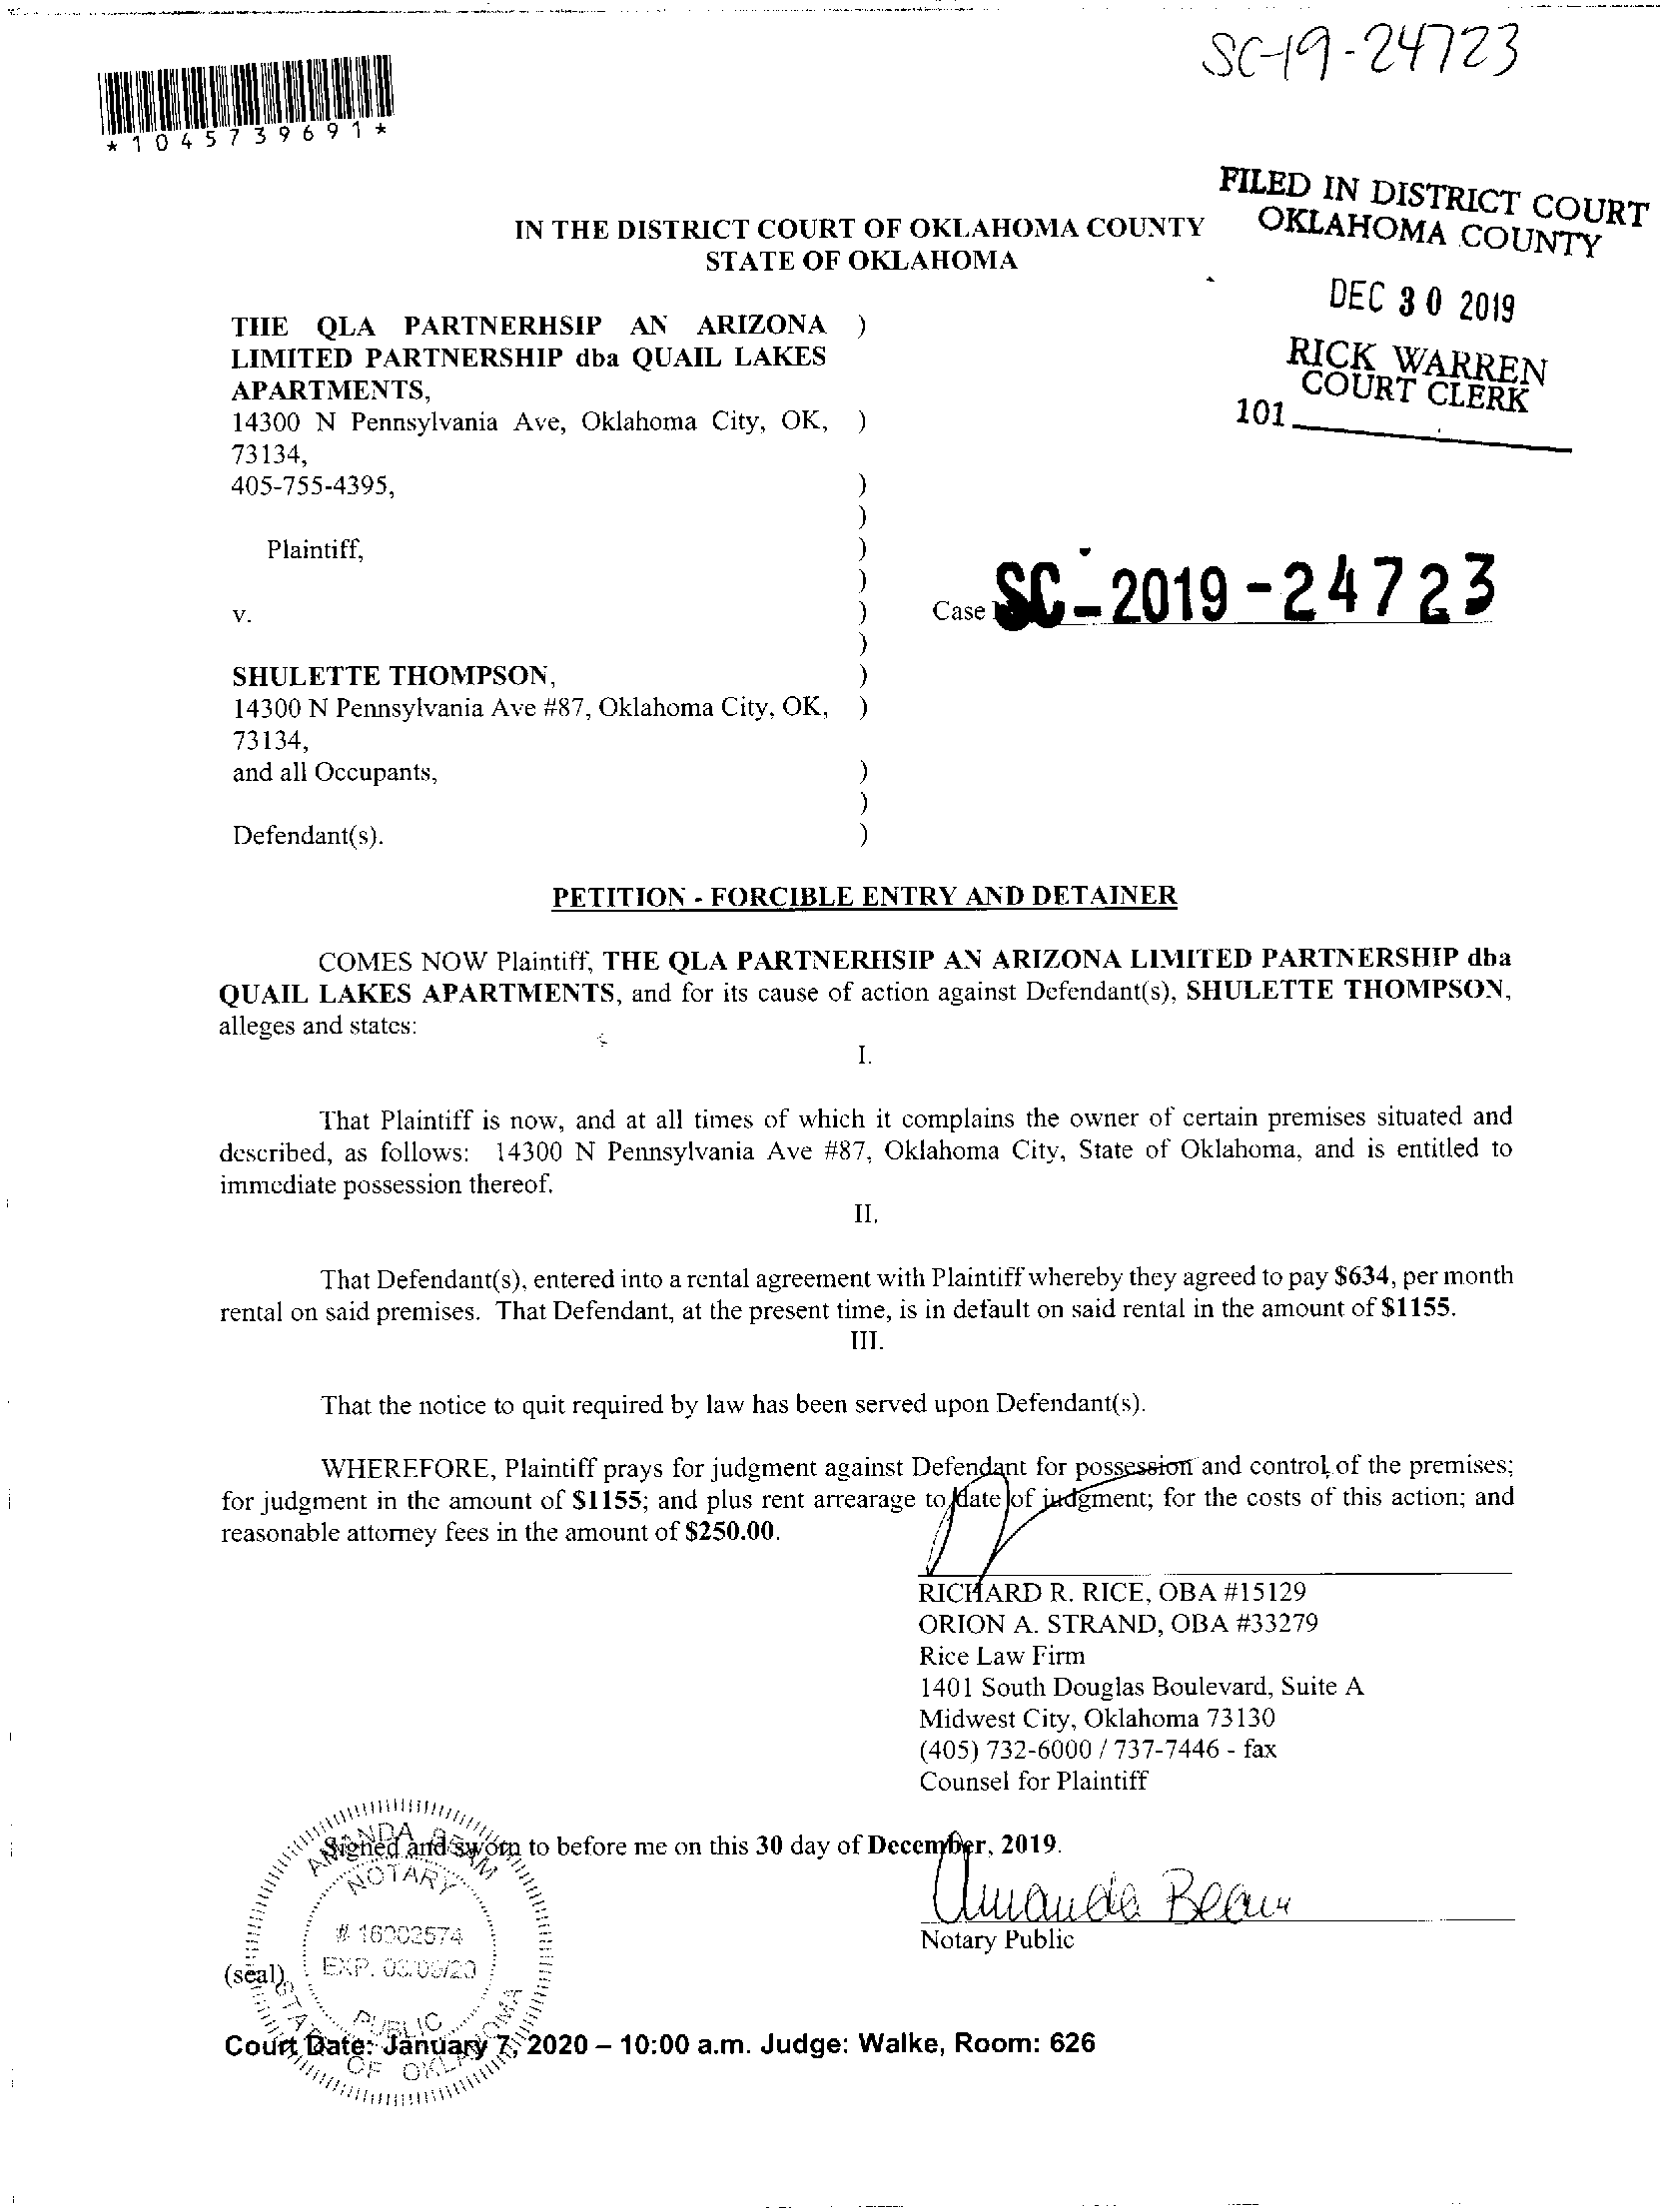 SC-19-24723
*1045739691*
FILED IN DISTRICT COURT
OKLAHOMA COUNTY
DEC 30 2019
RICK WARREN
COURT CLERK
101
IN THE DISTRICT COURT OF OKLAHOMA COUNTY
STATE OF OKLAHOMA
THE QLA PARTNERHSIP AN ARIZONA )
LIMITED PARTNERSHIP dba QUAIL LAKES
APARTMENTS,
14300 N Pennsylvania Ave, Oklahoma City, OK, )
73134,
405-755-4395, )
)
Plaintiff, )
)
v. )
)
Case SC-2019-24723
SHULETTE THOMPSON, )
14300 N Pennsylvania Ave #87, Oklahoma City, OK, )
73134,
and all Occupants, )
)
Defendant(s). )
PETITION - FORCIBLE ENTRY AND DETAINER
COMES NOW Plaintiff, THE QLA PARTNERHSIP AN ARIZONA LIMITED PARTNERSHIP dba
QUAIL LAKES APARTMENTS, and for its cause of action against Defendant(s), SHULETTE THOMPSON,
alleges and states:
I.
That Plaintiff is now, and at all times of which it complains the owner of certain premises situated and
described, as follows: 14300 N Pennsylvania Ave #87, Oklahoma City, State of Oklahoma, and is entitled to
immediate possession thereof.
II.
That Defendant(s), entered into a rental agreement with Plaintiff whereby they agreed to pay $634, per month
rental on said premises. That Defendant, at the present time, is in default on said rental in the amount of $1155.
III.
That the notice to quit required by law has been served upon Defendant(s).
WHEREFORE, Plaintiff prays for judgment against Defendant for possession and control of the premises;
for judgment in the amount of $1155; and plus rent arrearage to date of judgment; for the costs of this action; and
reasonable attorney fees in the amount of $250.00.
RICHARD R. RICE, OBA #15129
ORION A. STRAND, OBA #33279
Rice Law Firm
1401 South Douglas Boulevard, Suite A
Midwest City, Oklahoma 73130
(405) 732-6000 / 737-7446 - fax
Counsel for Plaintiff
Signed and sworn to before me on this 30 day of December, 2019.
Amanda Beam
Notary Public
AMANDA BEAM
NOTARY
# 16002574
EXP.
PUBLIC
STATE OF OKLAHOMA
(seal)
Court Date: January 7, 2020 – 10:00 a.m. Judge: Walke, Room: 626